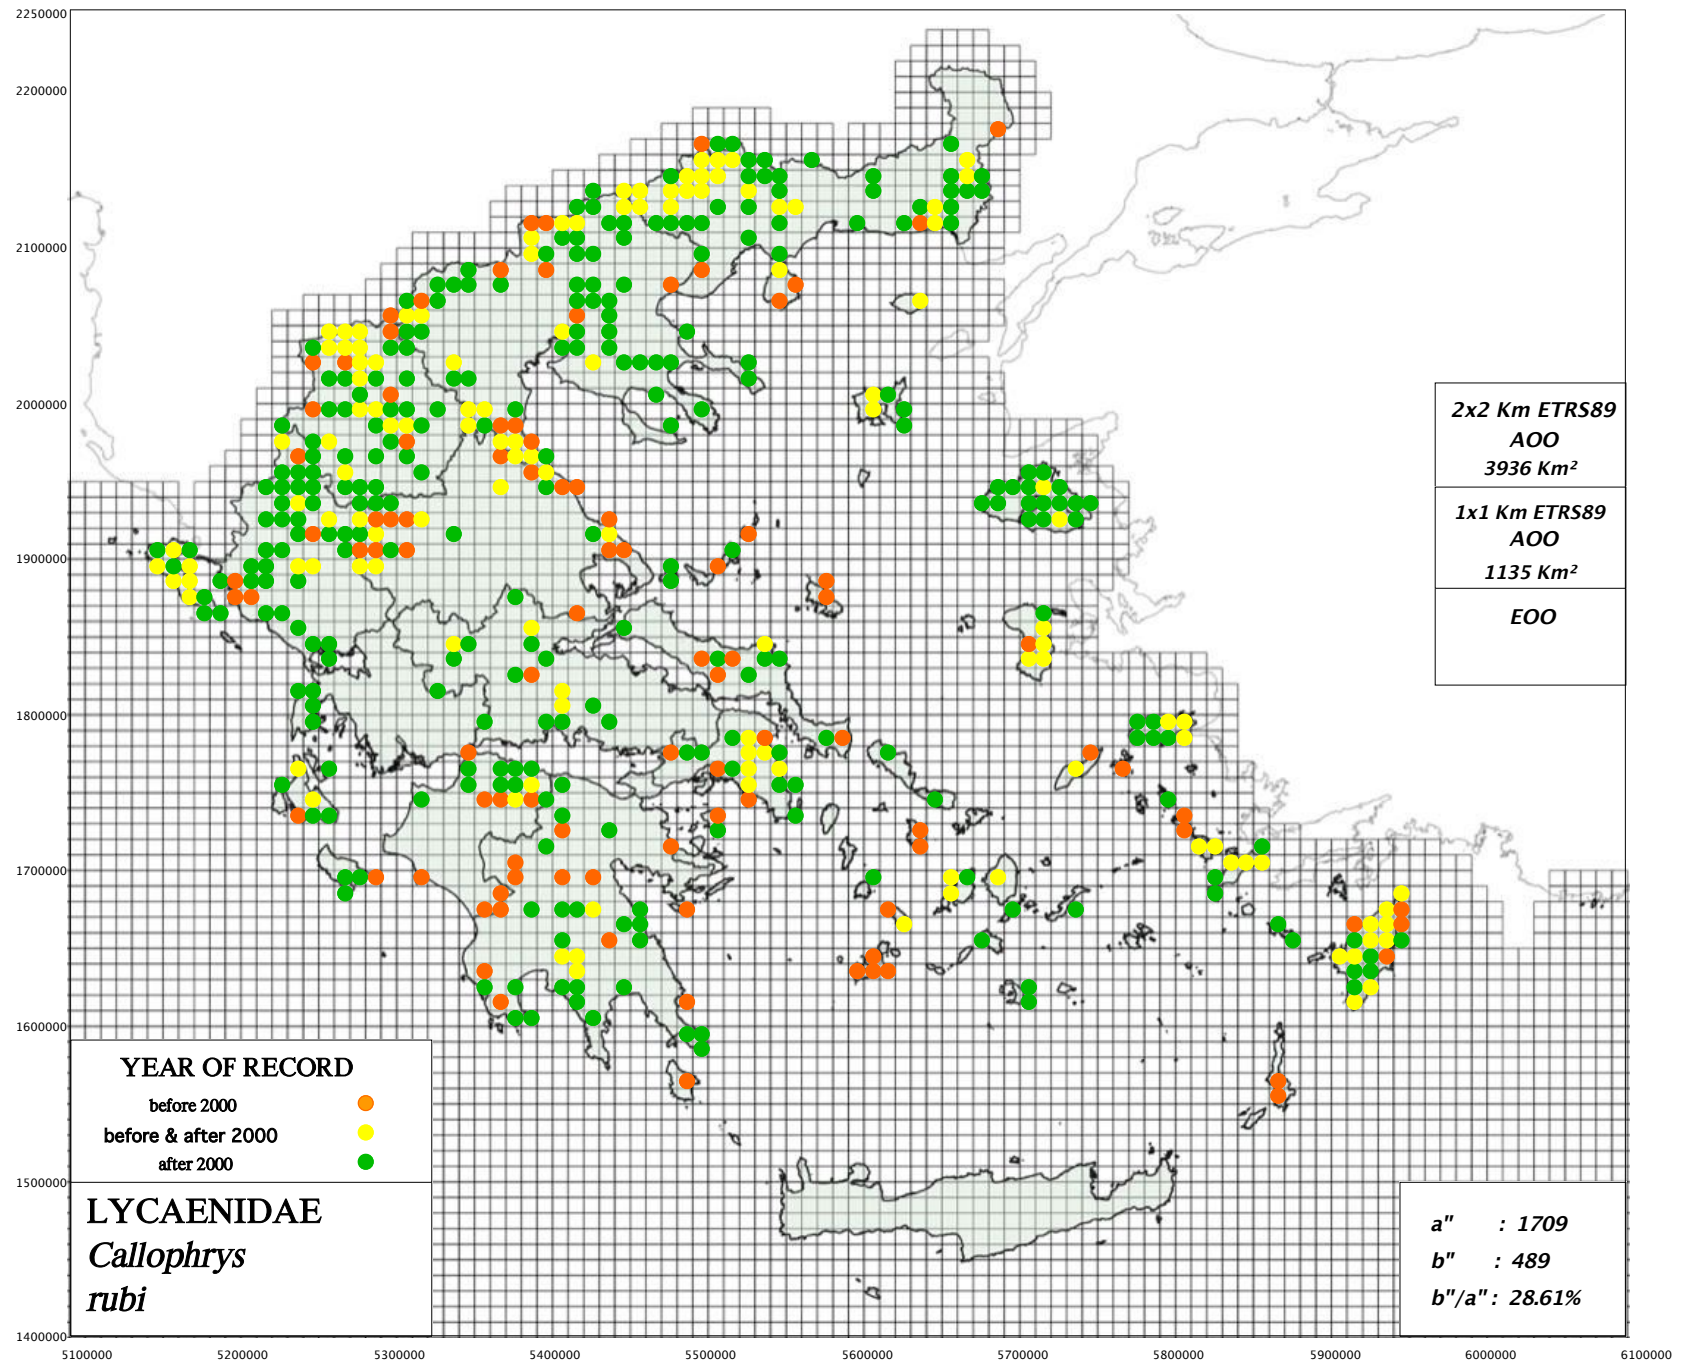 2250000
2200000
2100000
2000000
1900000
1800000
1700000
1600000
1500000
1400000
2x2 Km ETRS89
AOO
3936 Km²
1x1 Km ETRS89
AOO
1135 Km²
EOO
YEAR OF RECORD
before 2000
before & after 2000
after 2000
LYCAENIDAE
Callophrys
rubi
a" : 1709
b" : 489
b"/a" : 28.61%
5100000 5200000 5300000 5400000 5500000 5600000 5700000 5800000 5900000 6000000 6100000